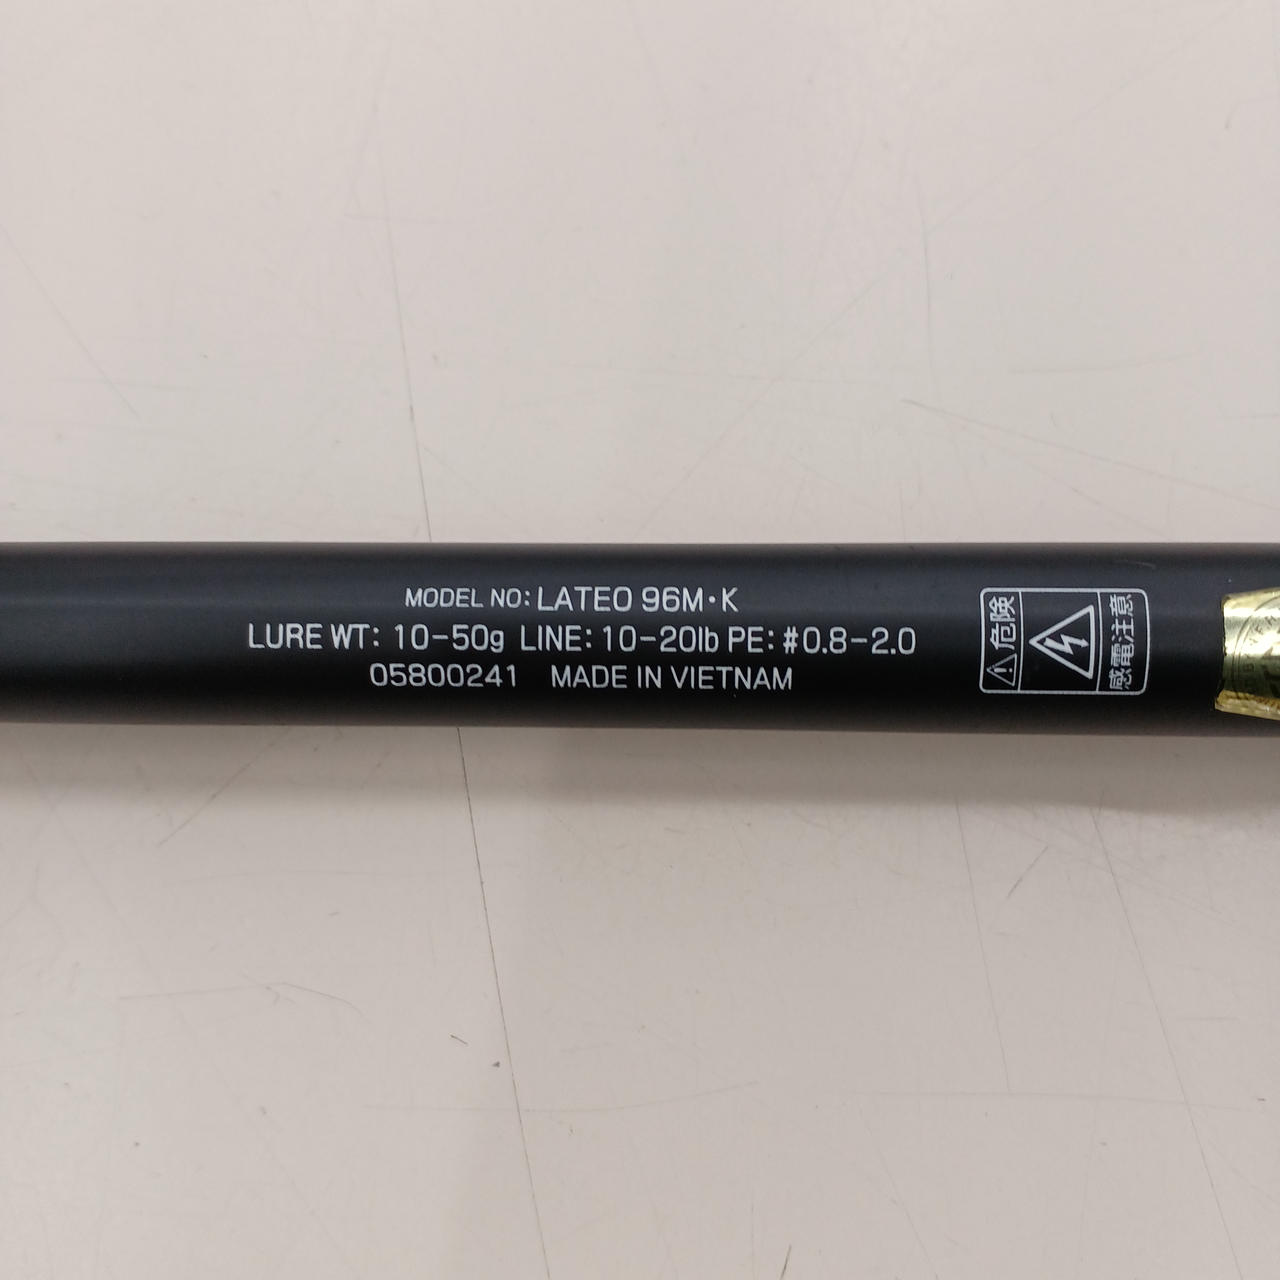 MODEL NO: LATEO 96M・K
LURE WT: 10-50g LINE: 10-20lb PE: #0.8-2.0
05800241 MADE IN VIETNAM
危険
感電注意